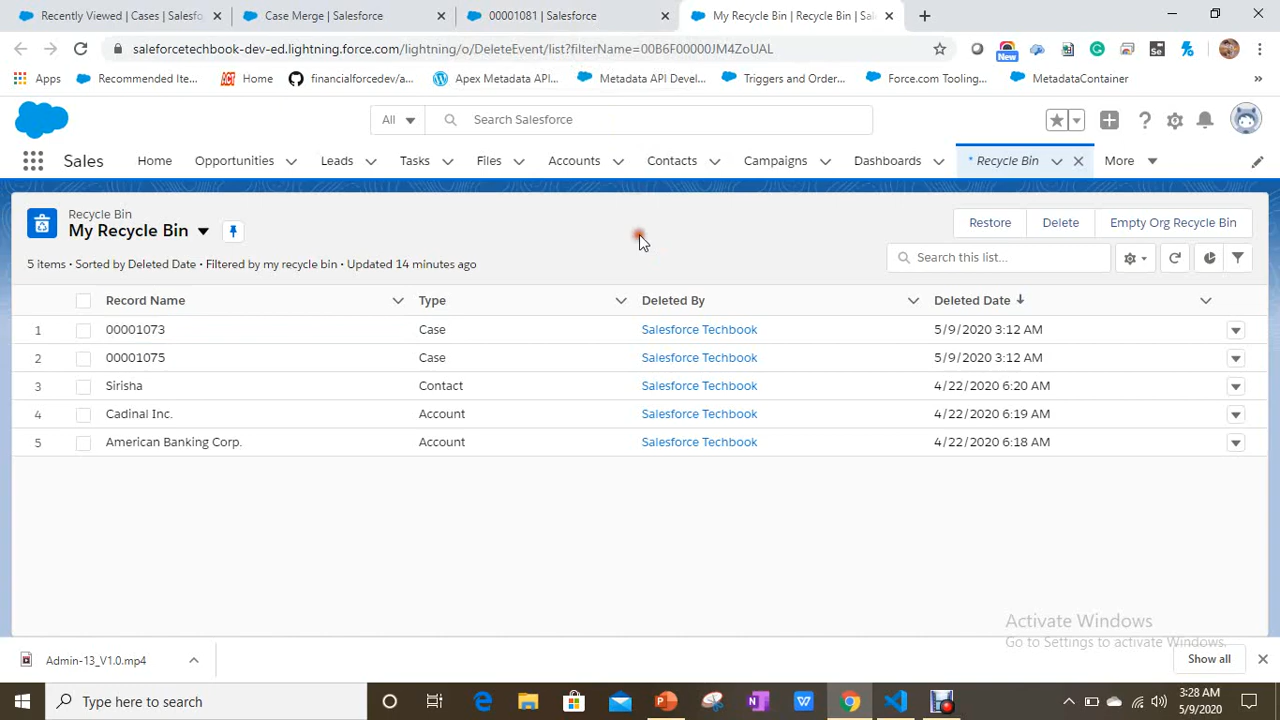 Recently Viewed | Cases | Salesfo
Case Merge | Salesforce
00001081 | Salesforce
My Recycle Bin | Recycle Bin | Sal
saleforcetechbook-dev-ed.lightning.force.com/lightning/o/DeleteEvent/list?filterName=00B6F00000JM4ZoUAL
New
Se
Apps
Recommended Ite...
Home
financialforcedev/a...
Apex Metadata API...
Metadata API Devel...
Triggers and Order...
Force.com Tooling...
MetadataContainer
»
All
Search Salesforce
Sales
Home
Opportunities
Leads
Tasks
Files
Accounts
Contacts
Campaigns
Dashboards
* Recycle Bin
More
Recycle Bin
My Recycle Bin
Restore
Delete
Empty Org Recycle Bin
5 items • Sorted by Deleted Date • Filtered by my recycle bin • Updated 14 minutes ago
Search this list...
Record Name Type Deleted By Deleted Date
1 00001073 Case Salesforce Techbook 5/9/2020 3:12 AM
2 00001075 Case Salesforce Techbook 5/9/2020 3:12 AM
3 Sirisha Contact Salesforce Techbook 4/22/2020 6:20 AM
4 Cadinal Inc. Account Salesforce Techbook 4/22/2020 6:19 AM
5 American Banking Corp. Account Salesforce Techbook 4/22/2020 6:18 AM
Activate Windows
Go to Settings to activate Windows.
Admin-13_V1.0.mp4
Show all
Type here to search
3:28 AM
5/9/2020